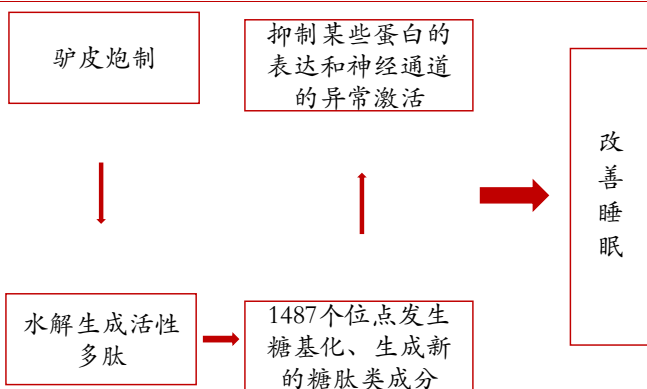 驴皮炮制
抑制某些蛋白的
表达和神经通道
的异常激活
改
善
睡
眠
水解生成活性
多肽
1487个位点发生
糖基化、生成新
的糖肽类成分